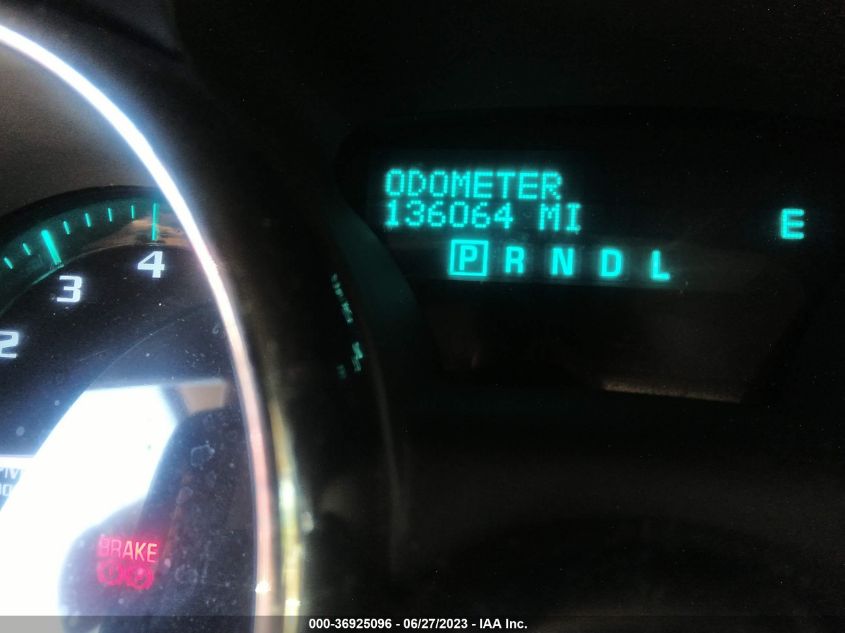 ODOMETER
136064 MI
E
P R N D L
2
3
4
BRAKE
000-36925096 - 06/27/2023 - IAA Inc.